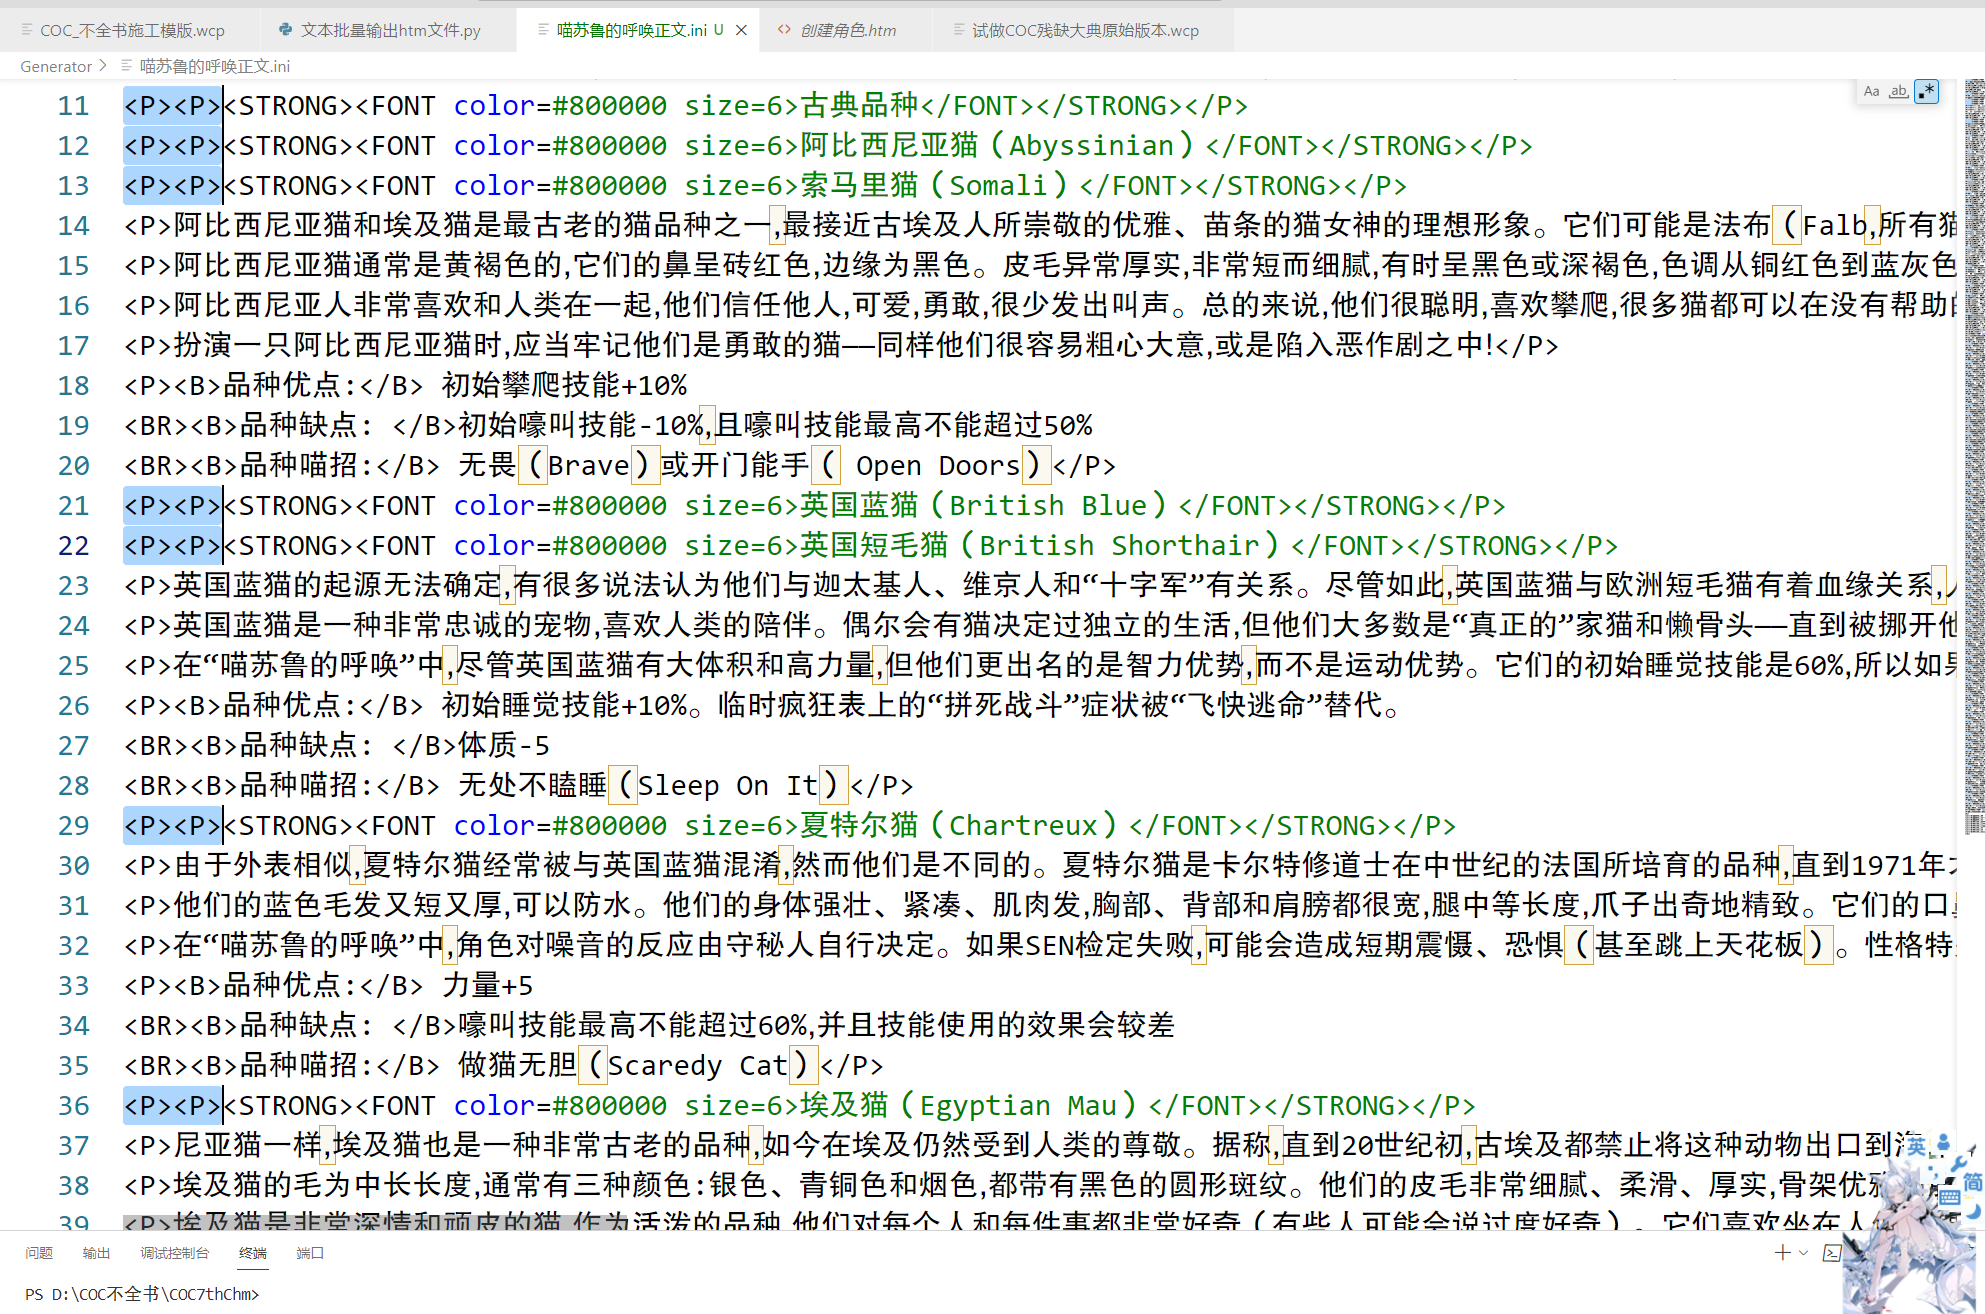 COC_不全书施工模版.wcp 文本批量输出htm文件.py 喵苏鲁的呼唤正文.ini U 创建角色.htm 试做COC残缺大典原始版本.wcp
Generator > 喵苏鲁的呼唤正文.ini
Aa ab .*
11 <P><P><STRONG><FONT color=#800000 size=6>古典品种</FONT></STRONG></P>
12 <P><P><STRONG><FONT color=#800000 size=6>阿比西尼亚猫（Abyssinian）</FONT></STRONG></P>
13 <P><P><STRONG><FONT color=#800000 size=6>索马里猫（Somali）</FONT></STRONG></P>
14 <P>阿比西尼亚猫和埃及猫是最古老的猫品种之一,最接近古埃及人所崇敬的优雅、苗条的猫女神的理想形象。它们可能是法布（Falb,所有猫
15 <P>阿比西尼亚猫通常是黄褐色的,它们的鼻呈砖红色,边缘为黑色。皮毛异常厚实,非常短而细腻,有时呈黑色或深褐色,色调从铜红色到蓝灰色
16 <P>阿比西尼亚人非常喜欢和人类在一起,他们信任他人,可爱,勇敢,很少发出叫声。总的来说,他们很聪明,喜欢攀爬,很多猫都可以在没有帮助
17 <P>扮演一只阿比西尼亚猫时,应当牢记他们是勇敢的猫——同样他们很容易粗心大意,或是陷入恶作剧之中!</P>
18 <P><B>品种优点:</B> 初始攀爬技能+10%
19 <BR><B>品种缺点: </B>初始嚎叫技能-10%,且嚎叫技能最高不能超过50%
20 <BR><B>品种喵招:</B> 无畏（Brave）或开门能手（ Open Doors）</P>
21 <P><P><STRONG><FONT color=#800000 size=6>英国蓝猫（British Blue）</FONT></STRONG></P>
22 <P><P><STRONG><FONT color=#800000 size=6>英国短毛猫（British Shorthair）</FONT></STRONG></P>
23 <P>英国蓝猫的起源无法确定,有很多说法认为他们与迦太基人、维京人和“十字军”有关系。尽管如此,英国蓝猫与欧洲短毛猫有着血缘关系,
24 <P>英国蓝猫是一种非常忠诚的宠物,喜欢人类的陪伴。偶尔会有猫决定过独立的生活,但他们大多数是“真正的”家猫和懒骨头——直到被挪开他
25 <P>在“喵苏鲁的呼唤”中,尽管英国蓝猫有大体积和高力量,但他们更出名的是智力优势,而不是运动优势。它们的初始睡觉技能是60%,所以如果
26 <P><B>品种优点:</B> 初始睡觉技能+10%。临时疯狂表上的“拼死战斗”症状被“飞快逃命”替代。
27 <BR><B>品种缺点: </B>体质-5
28 <BR><B>品种喵招:</B> 无处不瞌睡（Sleep On It）</P>
29 <P><P><STRONG><FONT color=#800000 size=6>夏特尔猫（Chartreux）</FONT></STRONG></P>
30 <P>由于外表相似,夏特尔猫经常被与英国蓝猫混淆,然而他们是不同的。夏特尔猫是卡尔特修道士在中世纪的法国所培育的品种,直到1971年
31 <P>他们的蓝色毛发又短又厚,可以防水。他们的身体强壮、紧凑、肌肉发,胸部、背部和肩膀都很宽,腿中等长度,爪子出奇地精致。它们的口
32 <P>在“喵苏鲁的呼唤”中,角色对噪音的反应由守秘人自行决定。如果SEN检定失败,可能会造成短期震慑、恐惧（甚至跳上天花板）。性格特
33 <P><B>品种优点:</B> 力量+5
34 <BR><B>品种缺点: </B>嚎叫技能最高不能超过60%,并且技能使用的效果会较差
35 <BR><B>品种喵招:</B> 做猫无胆（Scaredy Cat）</P>
36 <P><P><STRONG><FONT color=#800000 size=6>埃及猫（Egyptian Mau）</FONT></STRONG></P>
37 <P>尼亚猫一样,埃及猫也是一种非常古老的品种,如今在埃及仍然受到人类的尊敬。据称,直到20世纪初,古埃及都禁止将这种动物出口到
38 <P>埃及猫的毛为中长长度,通常有三种颜色:银色、青铜色和烟色,都带有黑色的圆形斑纹。他们的皮毛非常细腻、柔滑、厚实,骨架优雅
39 <P>埃及猫是非常深情和顽皮的猫,作为活泼的品种,他们对每个人和每件事都非常好奇（有些人可能会说过度好奇）。它们喜欢坐在人
英
简
问题 输出 调试控制台 终端 端口
PS D:\COC不全书\COC7thChm>